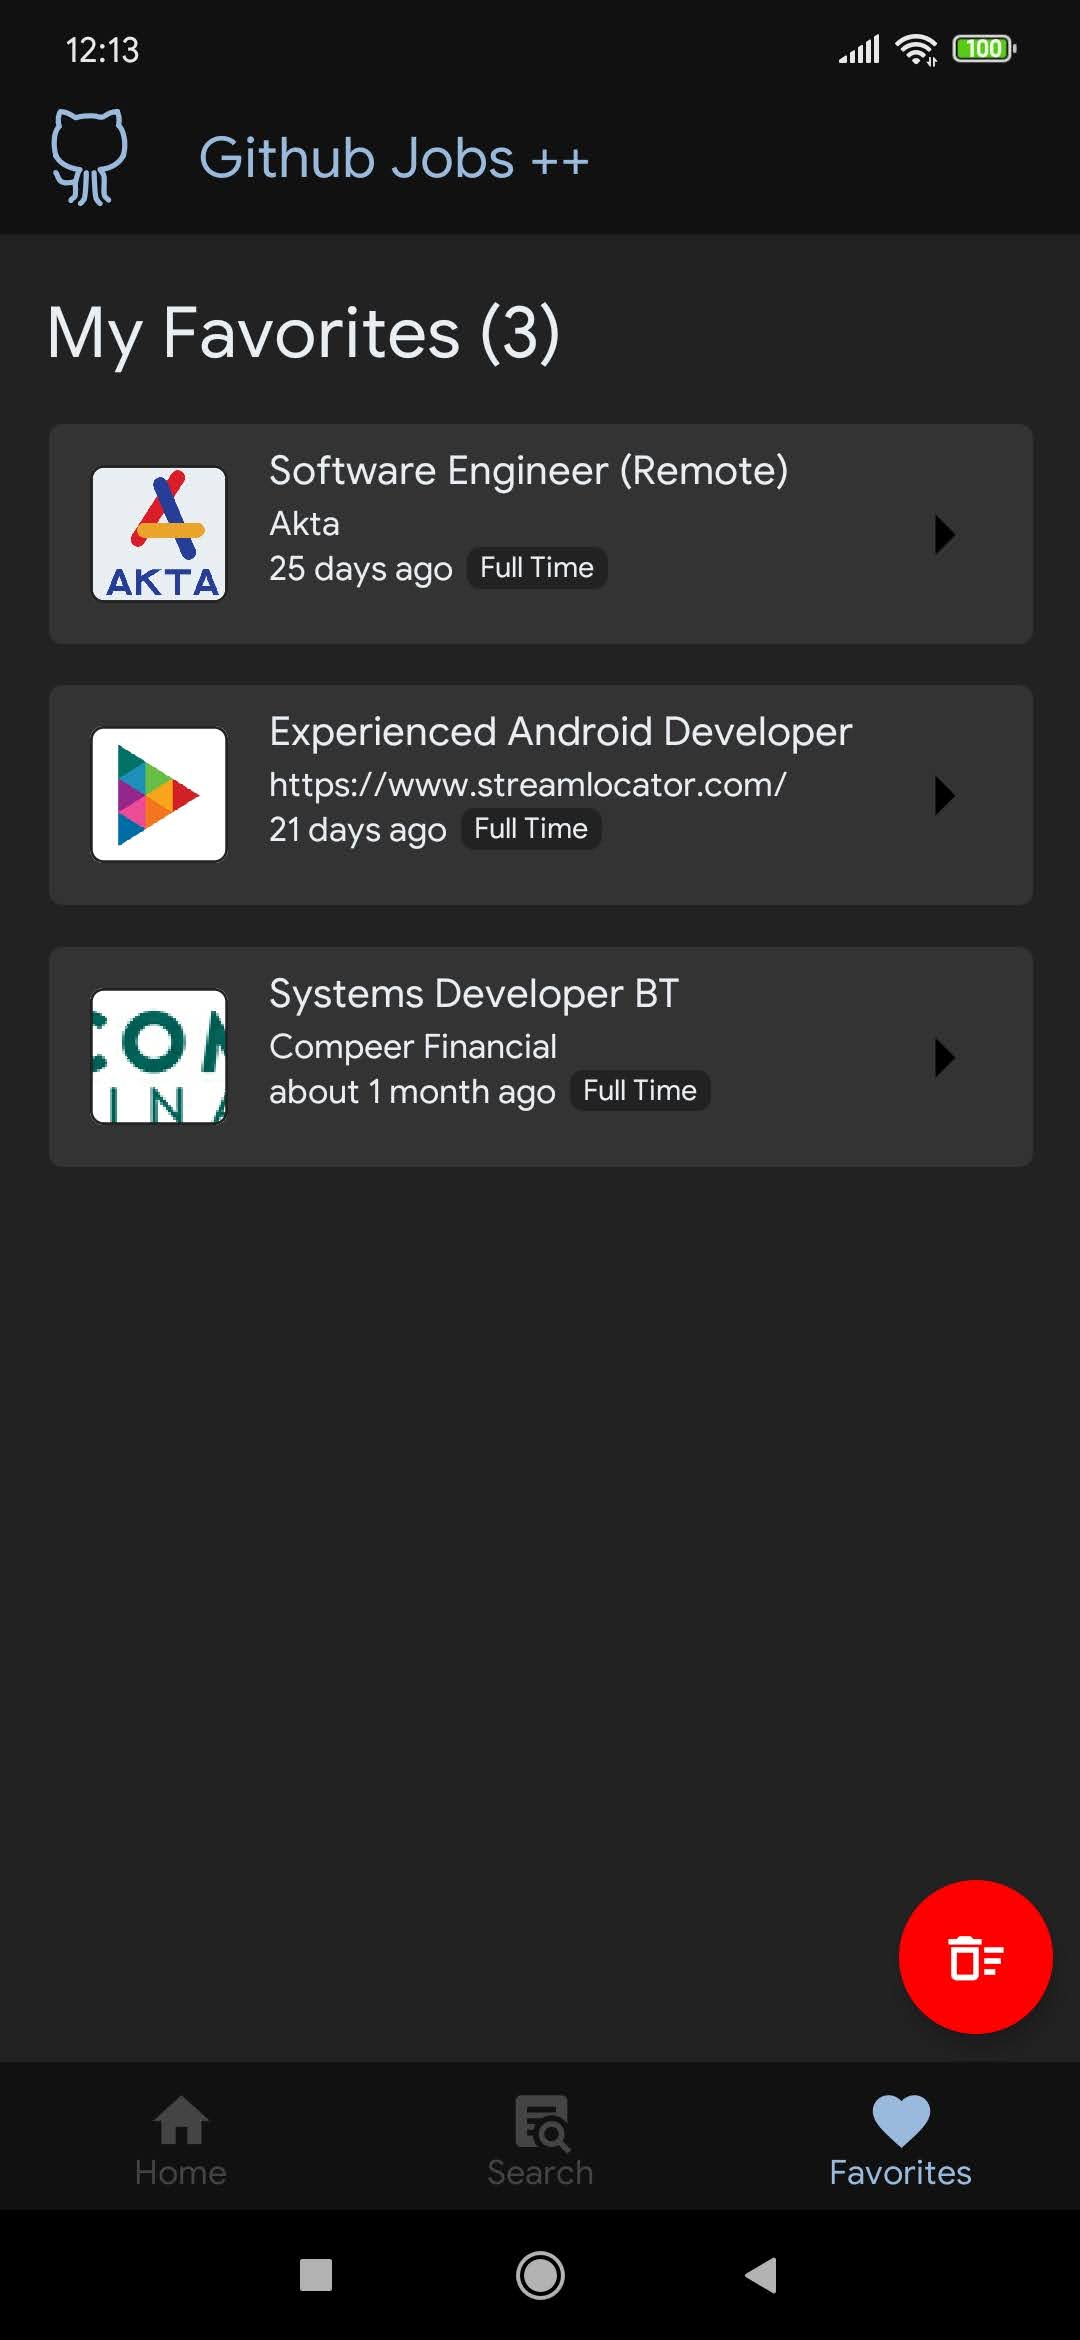 12:13
100
Github Jobs ++
My Favorites (3)
Software Engineer (Remote)
Akta
25 days ago Full Time
AKTA
Experienced Android Developer
https://www.streamlocator.com/
21 days ago Full Time
Systems Developer BT
Compeer Financial
about 1 month ago Full Time
COM
INA
Home
Search
Favorites